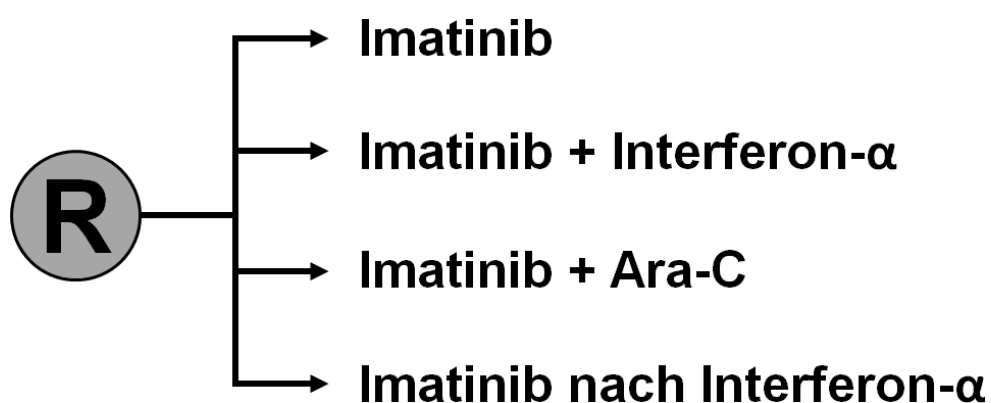 Imatinib
Imatinib + Interferon-α
R
Imatinib + Ara-C
Imatinib nach Interferon-α